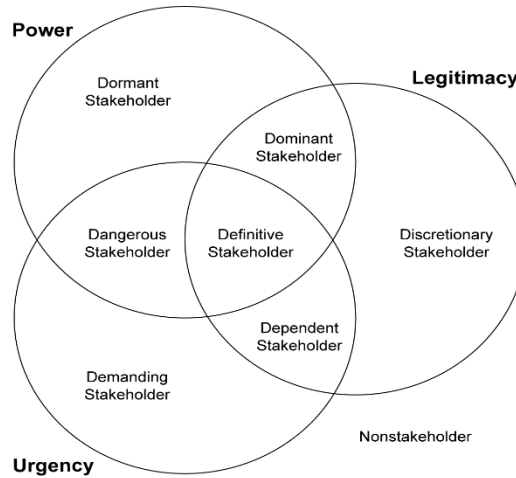 Power
Dormant
Stakeholder
Legitimacy
Dominant
Stakeholder
Dangerous
Stakeholder
Definitive
Stakeholder
Discretionary
Stakeholder
Dependent
Stakeholder
Demanding
Stakeholder
Nonstakeholder
Urgency